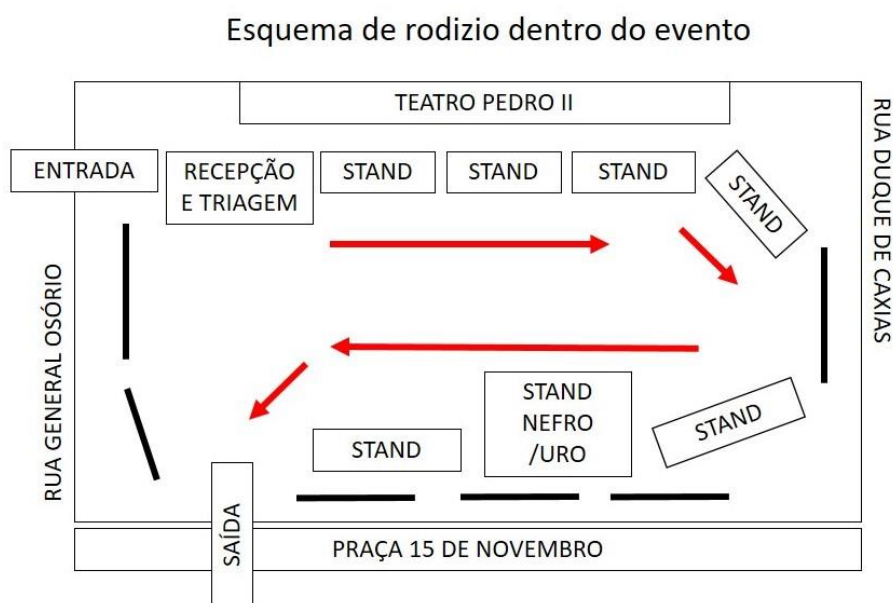 Esquema de rodizio dentro do evento
TEATRO PEDRO II
ENTRADA
RECEPÇÃO
E TRIAGEM
STAND
STAND
STAND
STAND
RUA DUQUE DE CAXIAS
RUA GENERAL OSÓRIO
STAND
STAND
NEFRO
/URO
STAND
SAÍDA
PRAÇA 15 DE NOVEMBRO